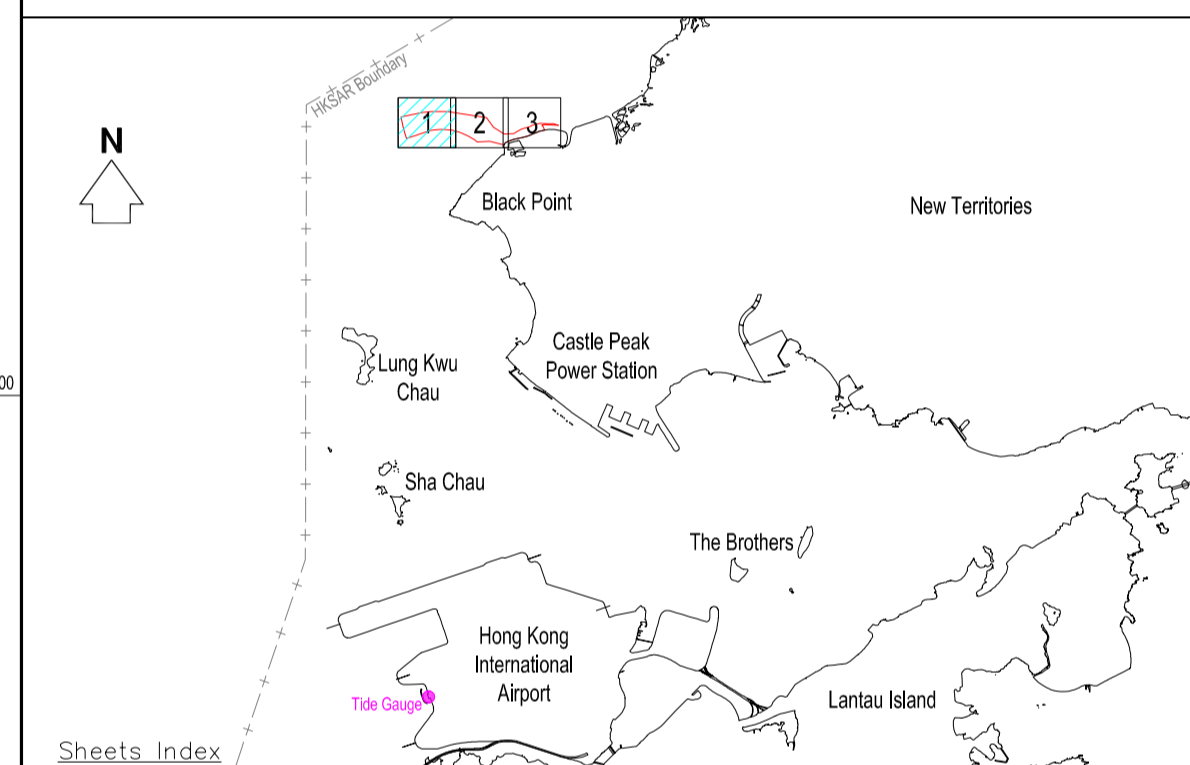 HKSAR Boundary
N
1 2 3
Black Point
New Territories
Castle Peak
Power Station
Lung Kwu
Chau
00
Sha Chau
The Brothers
Hong Kong
International
Airport
Tide Gauge
Lantau Island
Sheets Index